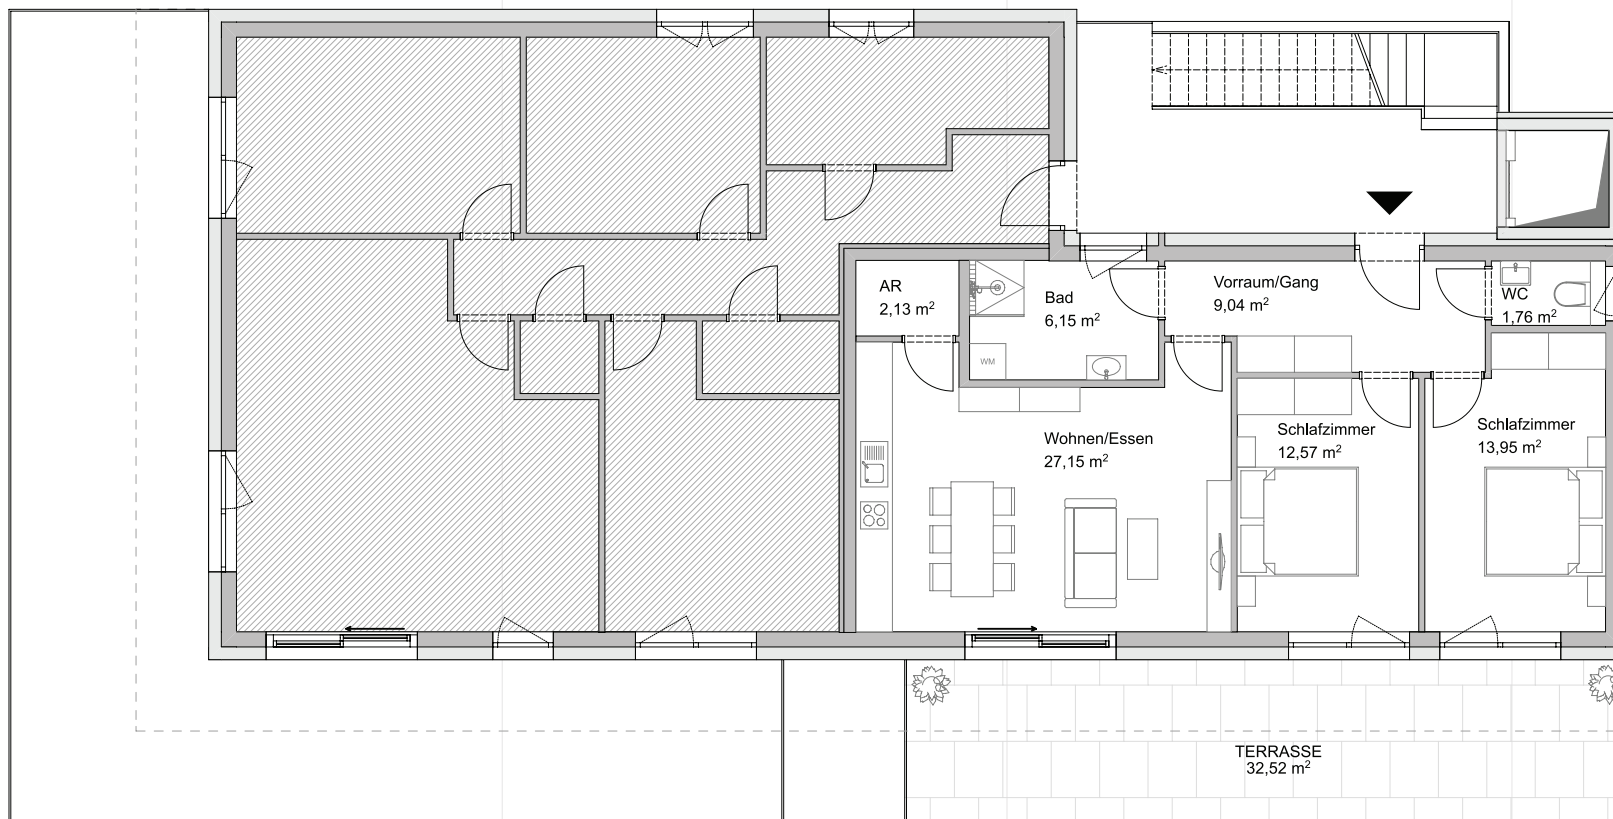 AR
2,13 m²
Bad
6,15 m²
WM
Vorraum/Gang
9,04 m²
WC
1,76 m²
Wohnen/Essen
27,15 m²
Schlafzimmer
12,57 m²
Schlafzimmer
13,95 m²
TERRASSE
32,52 m²